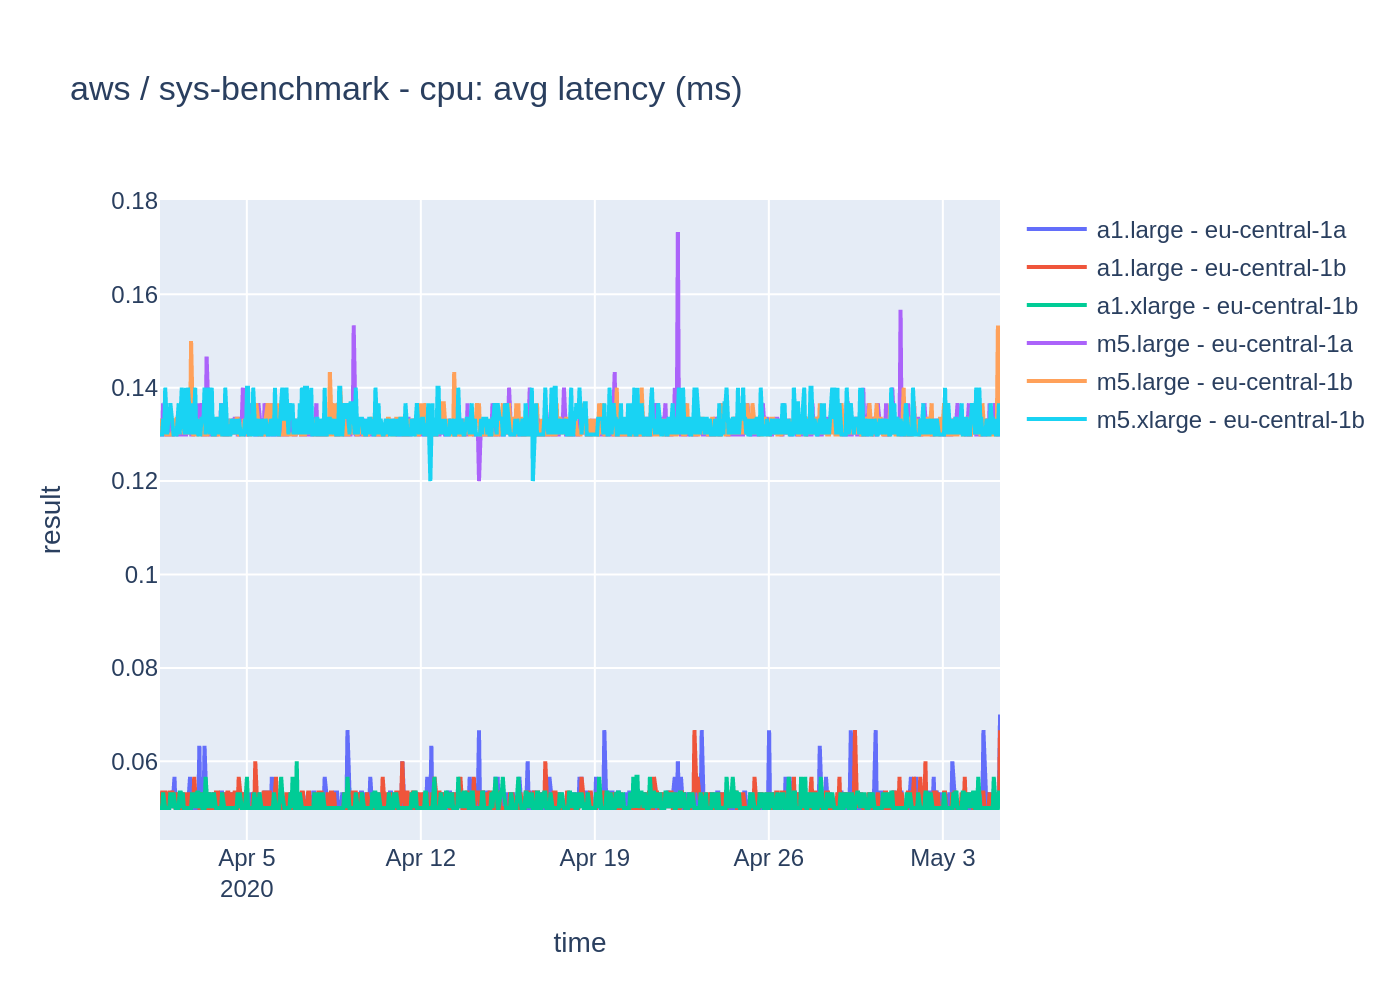 aws / sys-benchmark - cpu: avg latency (ms)
0.18
0.16
0.14
0.12
0.1
0.08
0.06
result
Apr 5
2020
Apr 12
Apr 19
Apr 26
May 3
time
a1.large - eu-central-1a
a1.large - eu-central-1b
a1.xlarge - eu-central-1b
m5.large - eu-central-1a
m5.large - eu-central-1b
m5.xlarge - eu-central-1b